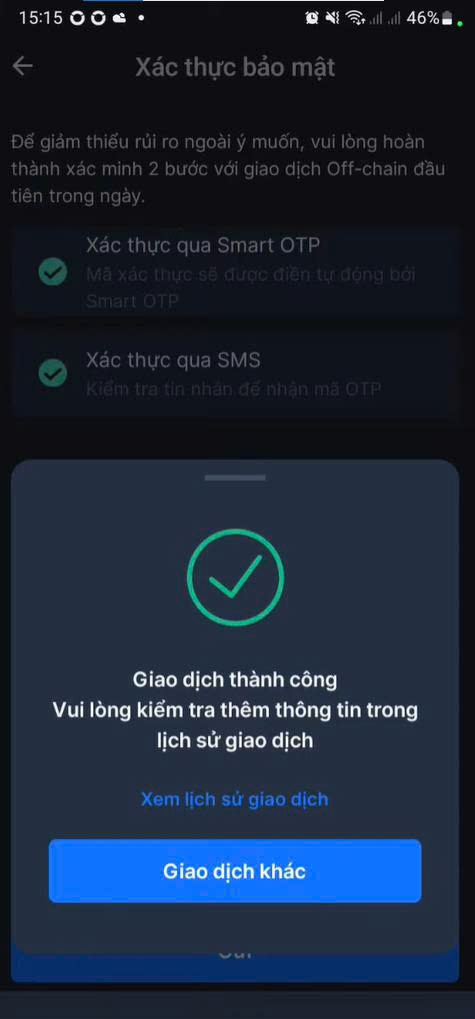 15:15
46%
Xác thực bảo mật
Để giảm thiểu rủi ro ngoài ý muốn, vui lòng hoàn
thành xác minh 2 bước với giao dịch Off-chain đầu
tiên trong ngày.
Xác thực qua Smart OTP
Mã xác thực sẽ được điền tự động bởi
Smart OTP
Xác thực qua SMS
Kiểm tra tin nhắn để nhận mã OTP
Giao dịch thành công
Vui lòng kiểm tra thêm thông tin trong
lịch sử giao dịch
Xem lịch sử giao dịch
Giao dịch khác